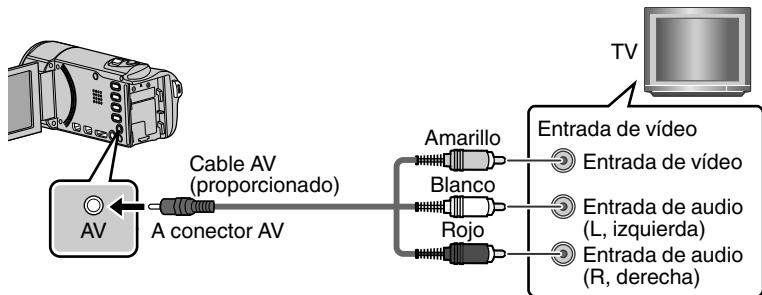 TV
Entrada de vídeo
Amarillo
Entrada de vídeo
Cable AV
(proporcionado)
Blanco
Entrada de audio
(L, izquierda)
AV
A conector AV
Rojo
Entrada de audio
(R, derecha)